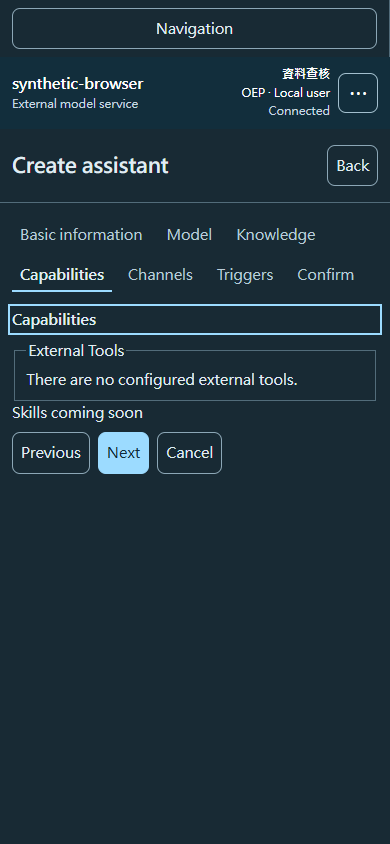 Navigation
synthetic-browser
External model service
資料查核
OEP · Local user
Connected
···
Create assistant
Back
Basic information
Model
Knowledge
Capabilities
Channels
Triggers
Confirm
Capabilities
External Tools
There are no configured external tools.
Skills coming soon
Previous
Next
Cancel